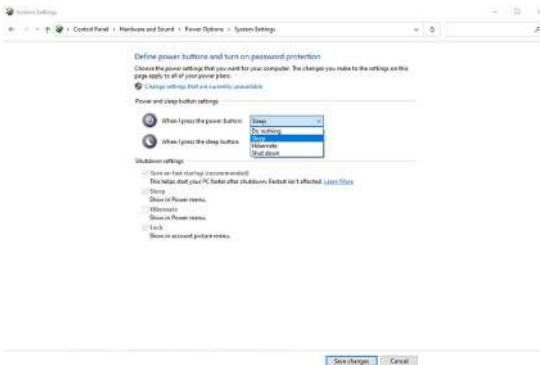 System Settings
Control Panel > Hardware and Sound > Power Options > System Settings
Define power buttons and turn on password protection
Choose the power settings that you want for your computer. The changes you make to the settings on this
page apply to all of your power plans.
Change settings that are currently unavailable
Power and sleep button settings
When I press the power button: Sleep
Do nothing
Sleep
Hibernate
Shut down
When I press the sleep button:
Shutdown settings
Turn on fast startup (recommended)
This helps start your PC faster after shutdown. Restart isn't affected. Learn More
Sleep
Show in Power menu.
Hibernate
Show in Power menu.
Lock
Show in account picture menu.
Save changes Cancel